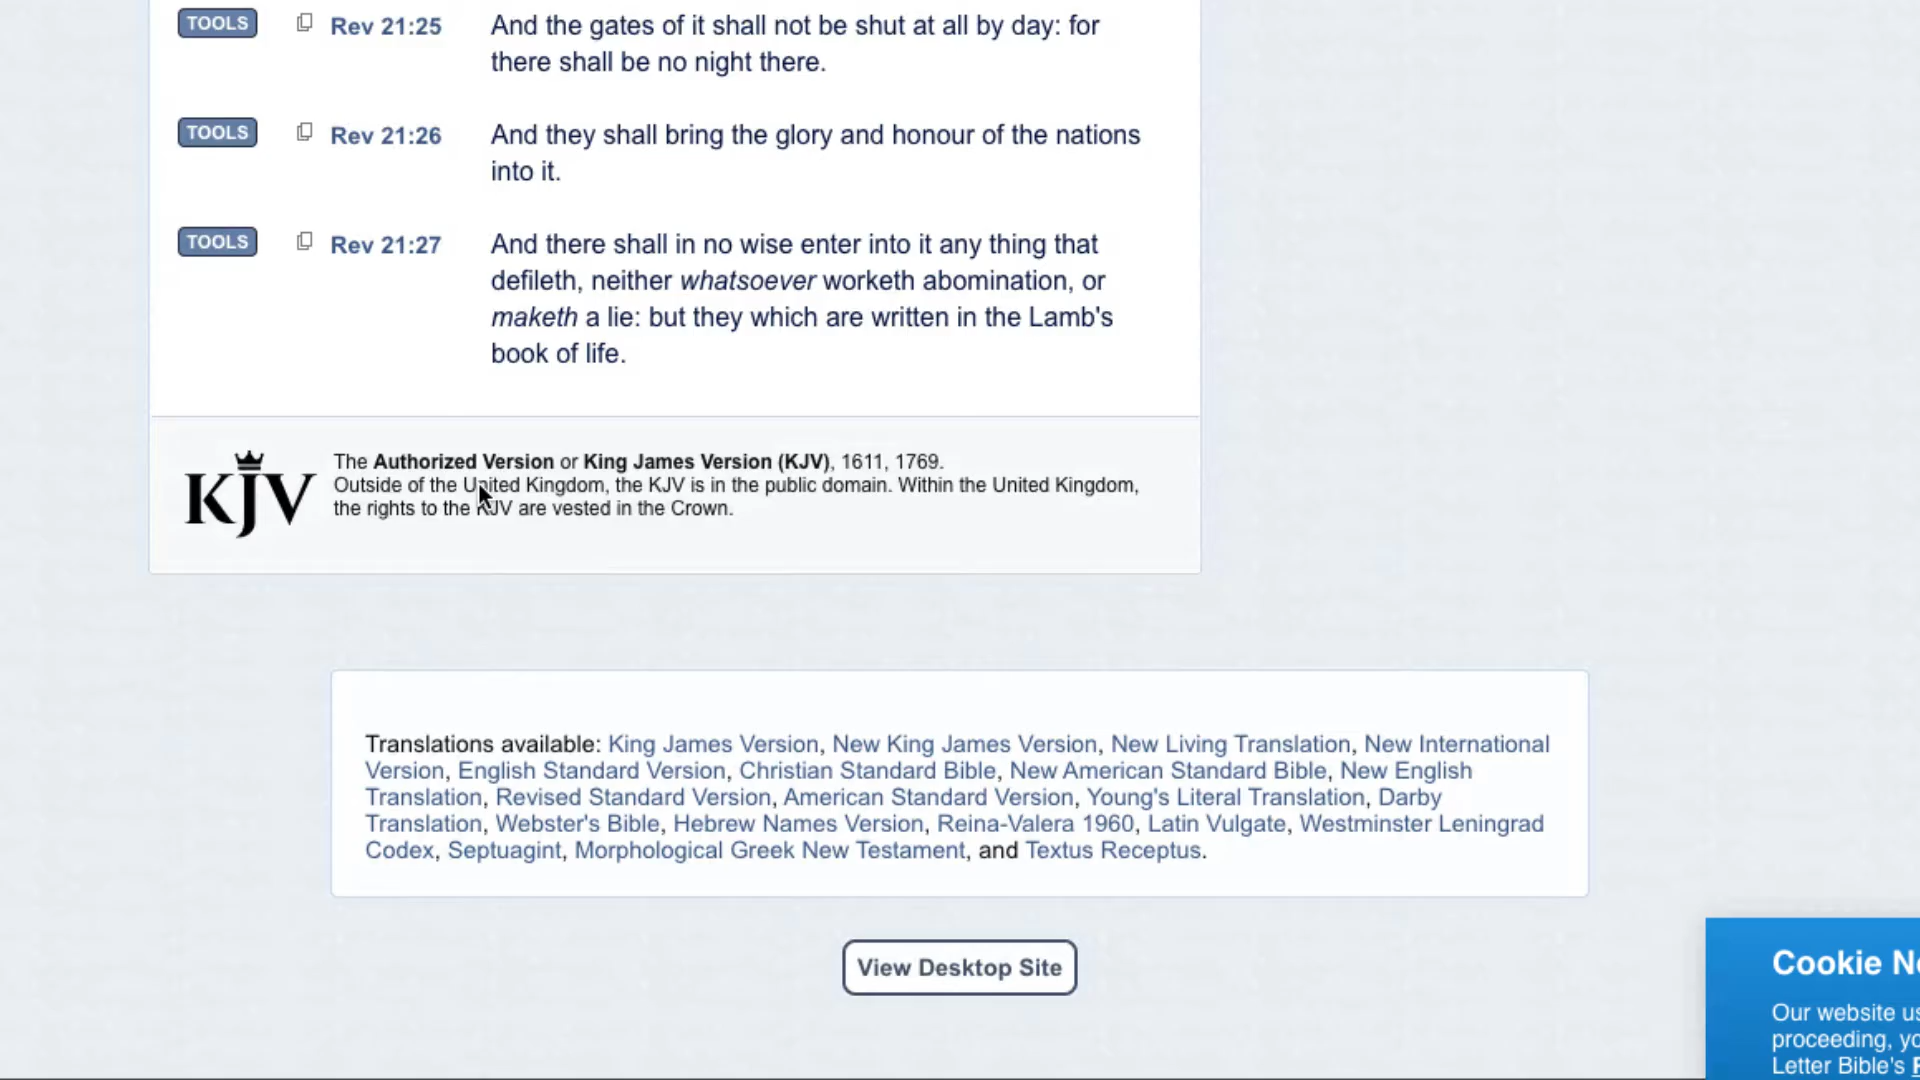 TOOLS Rev 21:25 And the gates of it shall not be shut at all by day: for
there shall be no night there.
TOOLS Rev 21:26 And they shall bring the glory and honour of the nations
into it.
TOOLS Rev 21:27 And there shall in no wise enter into it any thing that
defileth, neither whatsoever worketh abomination, or
maketh a lie: but they which are written in the Lamb's
book of life.
KJV
The Authorized Version or King James Version (KJV), 1611, 1769.
Outside of the United Kingdom, the KJV is in the public domain. Within the United Kingdom,
the rights to the KJV are vested in the Crown.
Translations available: King James Version, New King James Version, New Living Translation, New International
Version, English Standard Version, Christian Standard Bible, New American Standard Bible, New English
Translation, Revised Standard Version, American Standard Version, Young's Literal Translation, Darby
Translation, Webster's Bible, Hebrew Names Version, Reina-Valera 1960, Latin Vulgate, Westminster Leningrad
Codex, Septuagint, Morphological Greek New Testament, and Textus Receptus.
View Desktop Site
Cookie
Our website
proceeding,
Letter Bible's